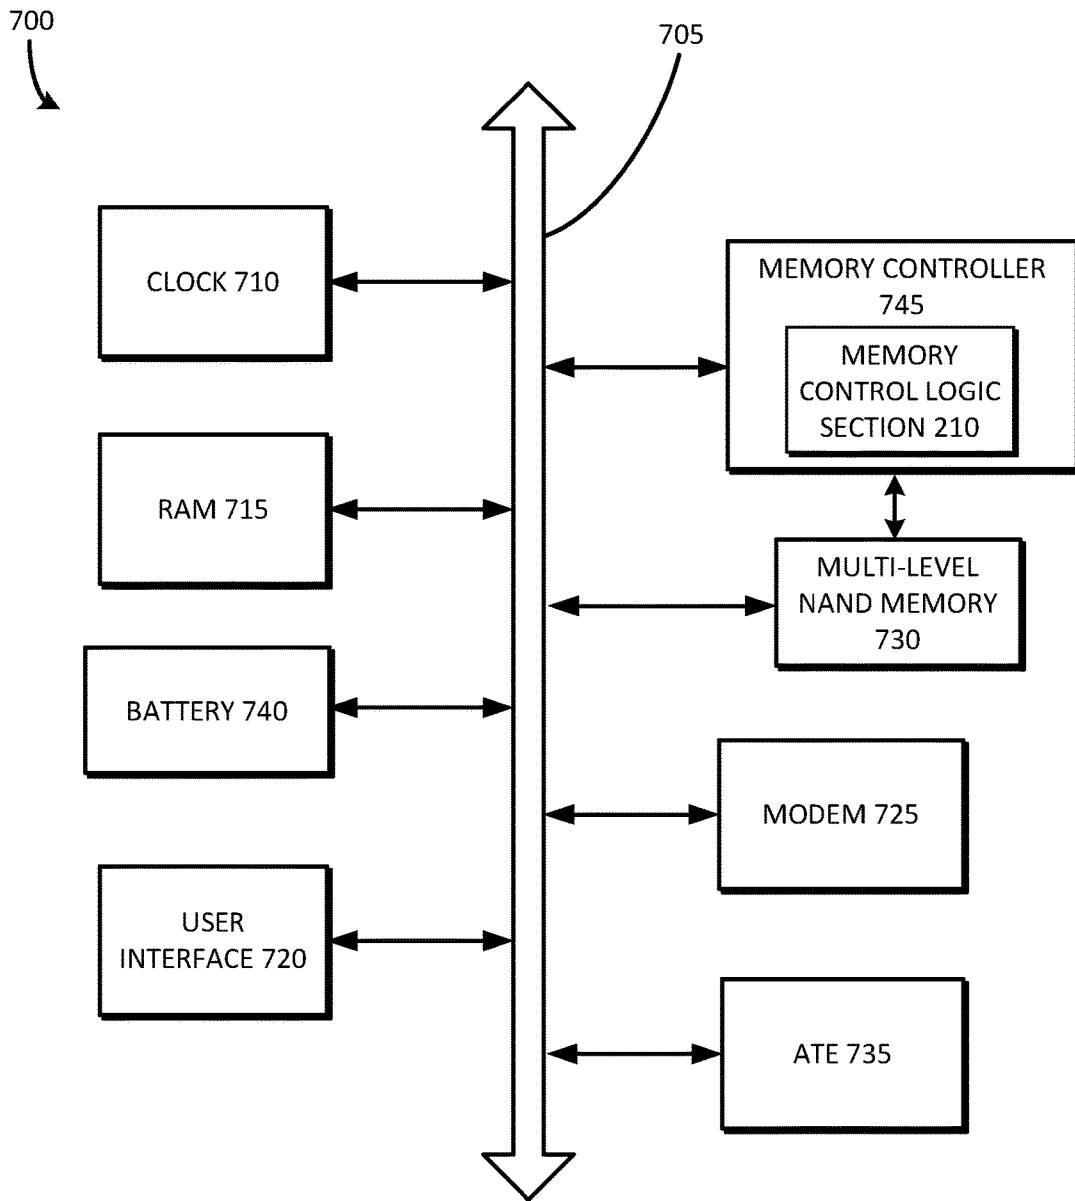 700
705
CLOCK 710
MEMORY CONTROLLER
745
MEMORY
CONTROL LOGIC
SECTION 210
RAM 715
MULTI-LEVEL
NAND MEMORY
730
BATTERY 740
MODEM 725
USER
INTERFACE 720
ATE 735